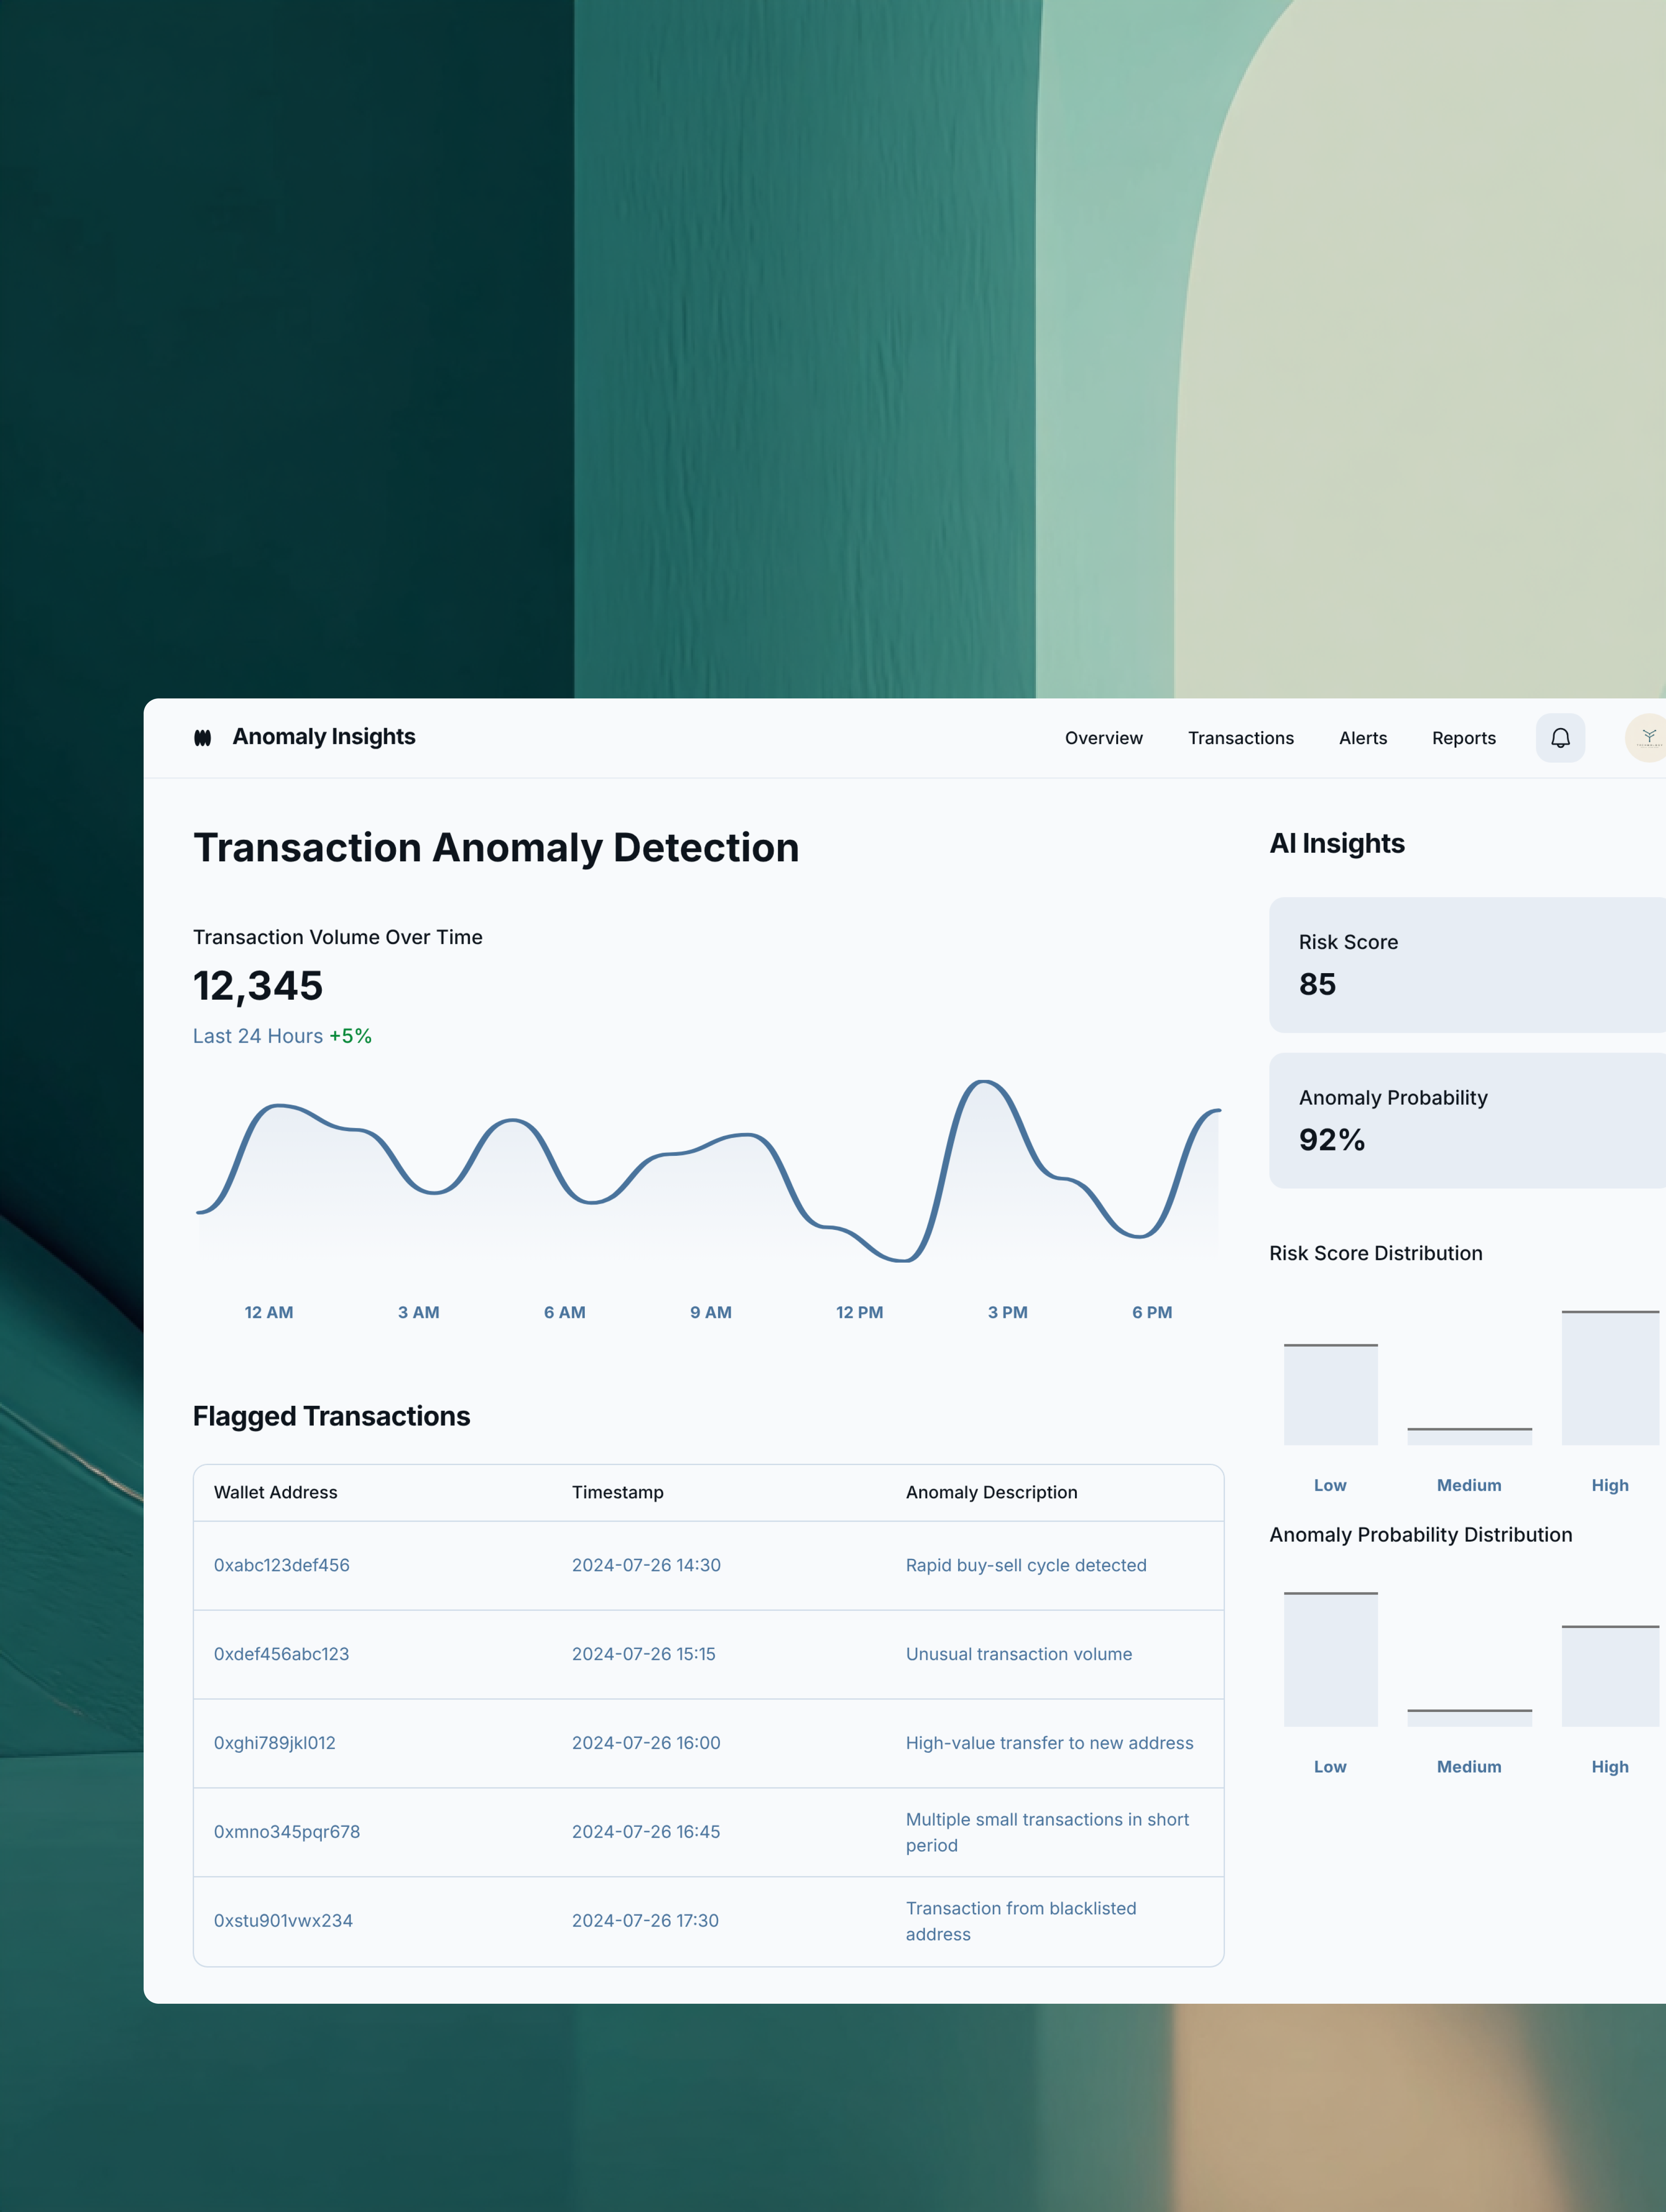 Anomaly Insights
Overview
Transactions
Alerts
Reports
Transaction Anomaly Detection
Transaction Volume Over Time
12,345
Last 24 Hours +5%
12 AM
3 AM
6 AM
9 AM
12 PM
3 PM
6 PM
Flagged Transactions
Wallet Address
Timestamp
Anomaly Description
0xabc123def456
2024-07-26 14:30
Rapid buy-sell cycle detected
0xdef456abc123
2024-07-26 15:15
Unusual transaction volume
0xghi789jkl012
2024-07-26 16:00
High-value transfer to new address
0xmno345pqr678
2024-07-26 16:45
Multiple small transactions in short
period
0xstu901vwx234
2024-07-26 17:30
Transaction from blacklisted
address
AI Insights
Risk Score
85
Anomaly Probability
92%
Risk Score Distribution
Low
Medium
High
Anomaly Probability Distribution
Low
Medium
High